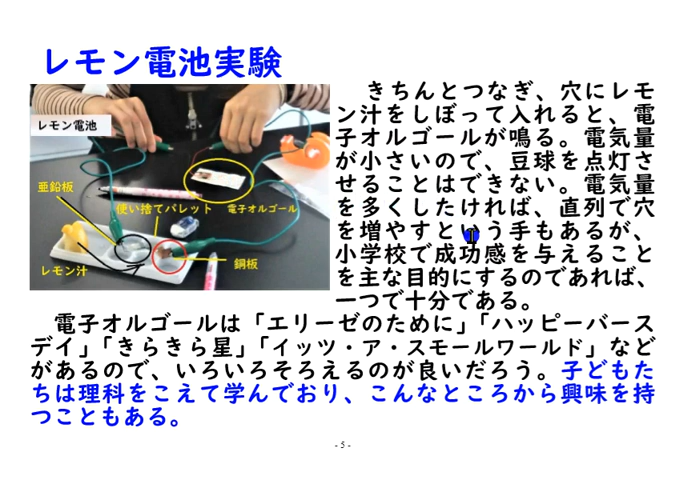 レモン電池実験
レモン電池
亜鉛板
使い捨てパレット
電子オルゴール
レモン汁
銅板
きちんとつなぎ、穴にレモ
ン汁をしぼって入れると、電
子オルゴールが鳴る。電気量
が小さいので、豆球を点灯さ
せることはできない。電気量
を多くしたければ、直列で穴
を増やすという手もあるが、
小学校で成功感を与えること
を主な目的にするのであれば、
一つで十分である。
電子オルゴールは「エリーゼのために」「ハッピーバース
デイ」「きらきら星」「イッツ・ア・スモールワールド」など
があるので、いろいろそろえるのが良いだろう。子どもた
ちは理科をこえて学んでおり、こんなところから興味を持
つこともある。
- 5 -